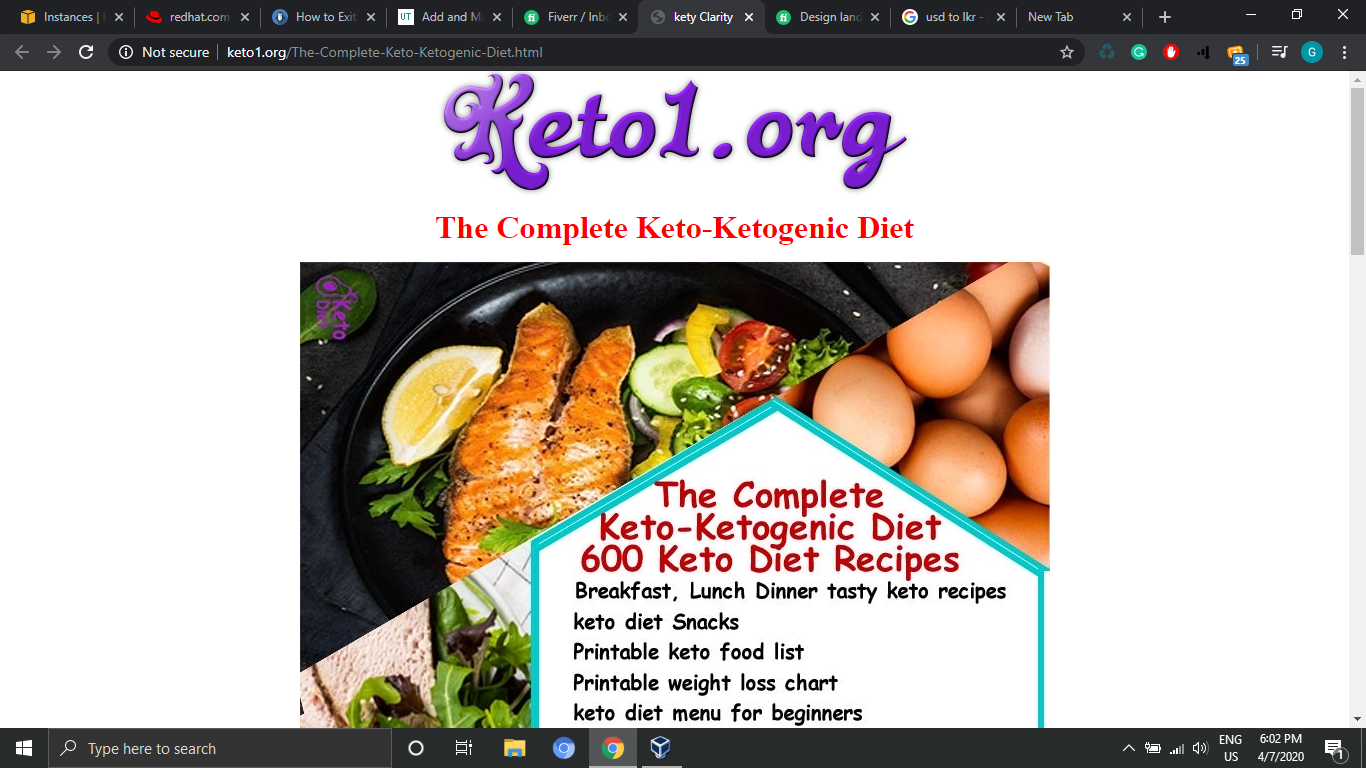 Instances | E
redhat.com
How to Exit
UT
Add and Ma
Fiverr / Inbo
kety Clarity
Design land
usd to lkr -
New Tab
Not secure
keto1.org/The-Complete-Keto-Ketogenic-Diet.html
25
G
Keto1.org
The Complete Keto-Ketogenic Diet
Keto
Diet
The Complete
Keto-Ketogenic Diet
600 Keto Diet Recipes
Breakfast, Lunch Dinner tasty keto recipes
keto diet Snacks
Printable keto food list
Printable weight loss chart
keto diet menu for beginners
Type here to search
ENG
US
6:02 PM
4/7/2020
1